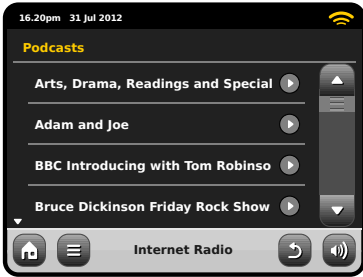 16.20pm 31 Jul 2012
Podcasts
Arts, Drama, Readings and Special
Adam and Joe
BBC Introducing with Tom Robinso
Bruce Dickinson Friday Rock Show
Internet Radio